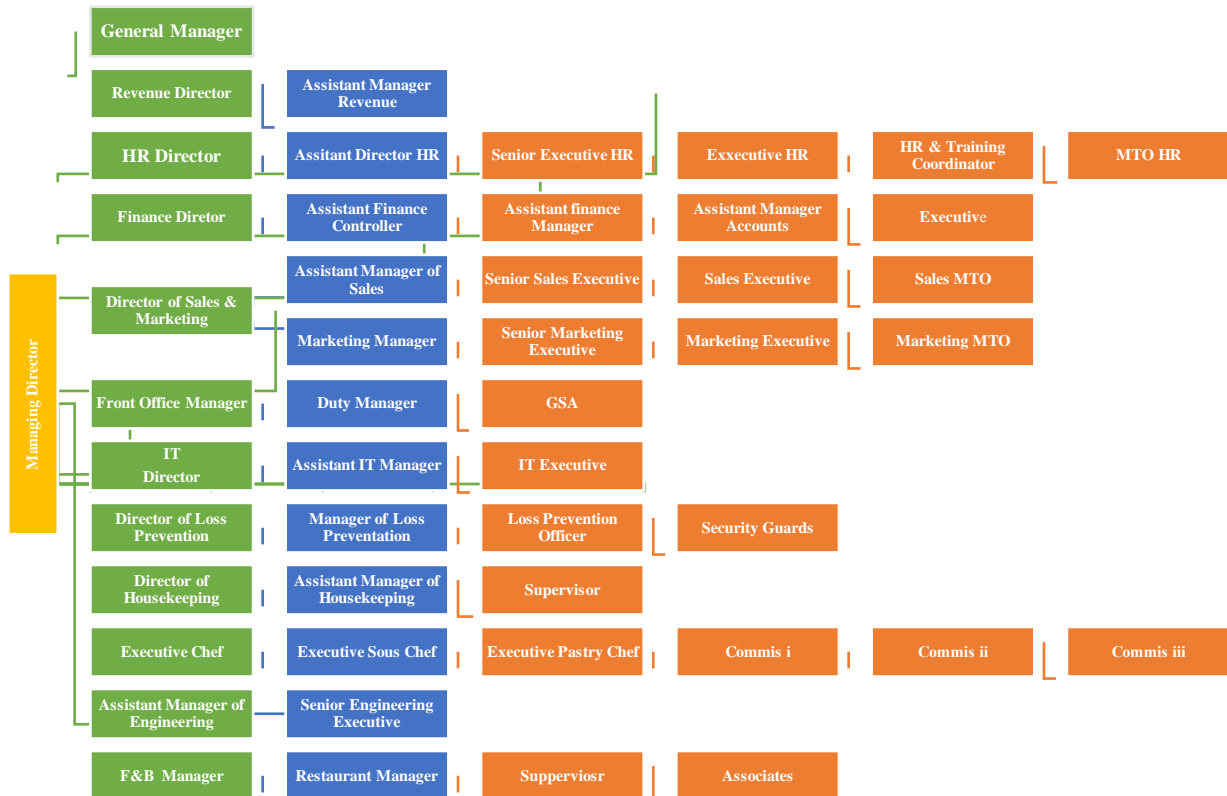 General Manager
Revenue Director
Assistant Manager
Revenue
HR Director
Assitant Director HR
Senior Executive HR
Exxecutive HR
HR & Training
Coordinator
MTO HR
Finance Diretor
Assistant Finance
Controller
Assistant finance
Manager
Assistant Manager
Accounts
Executive
Managing Director
Director of Sales &
Marketing
Assistant Manager of
Sales
Senior Sales Executive
Sales Executive
Sales MTO
Marketing Manager
Senior Marketing
Executive
Marketing Executive
Marketing MTO
Front Office Manager
Duty Manager
GSA
IT
Director
Assistant IT Manager
IT Executive
Director of Loss
Prevention
Manager of Loss
Preventation
Loss Prevention
Officer
Security Guards
Director of
Housekeeping
Assistant Manager of
Housekeeping
Supervisor
Executive Chef
Executive Sous Chef
Executive Pastry Chef
Commis i
Commis ii
Commis iii
Assistant Manager of
Engineering
Senior Engineering
Executive
F&B Manager
Restaurant Manager
Supperviosr
Associates